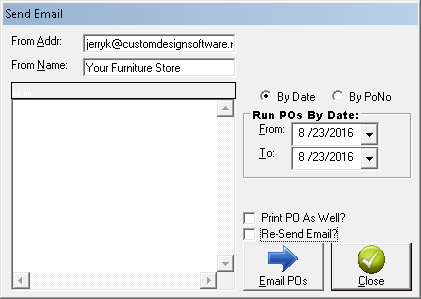 Send Email
From Addr: jerryk@customdesignsoftware.r
From Name: Your Furniture Store
By Date By PoNo
Run POs By Date:
From: 8 /23/2016
To: 8 /23/2016
Print PO As Well?
Re-Send Email?
Email POs Close